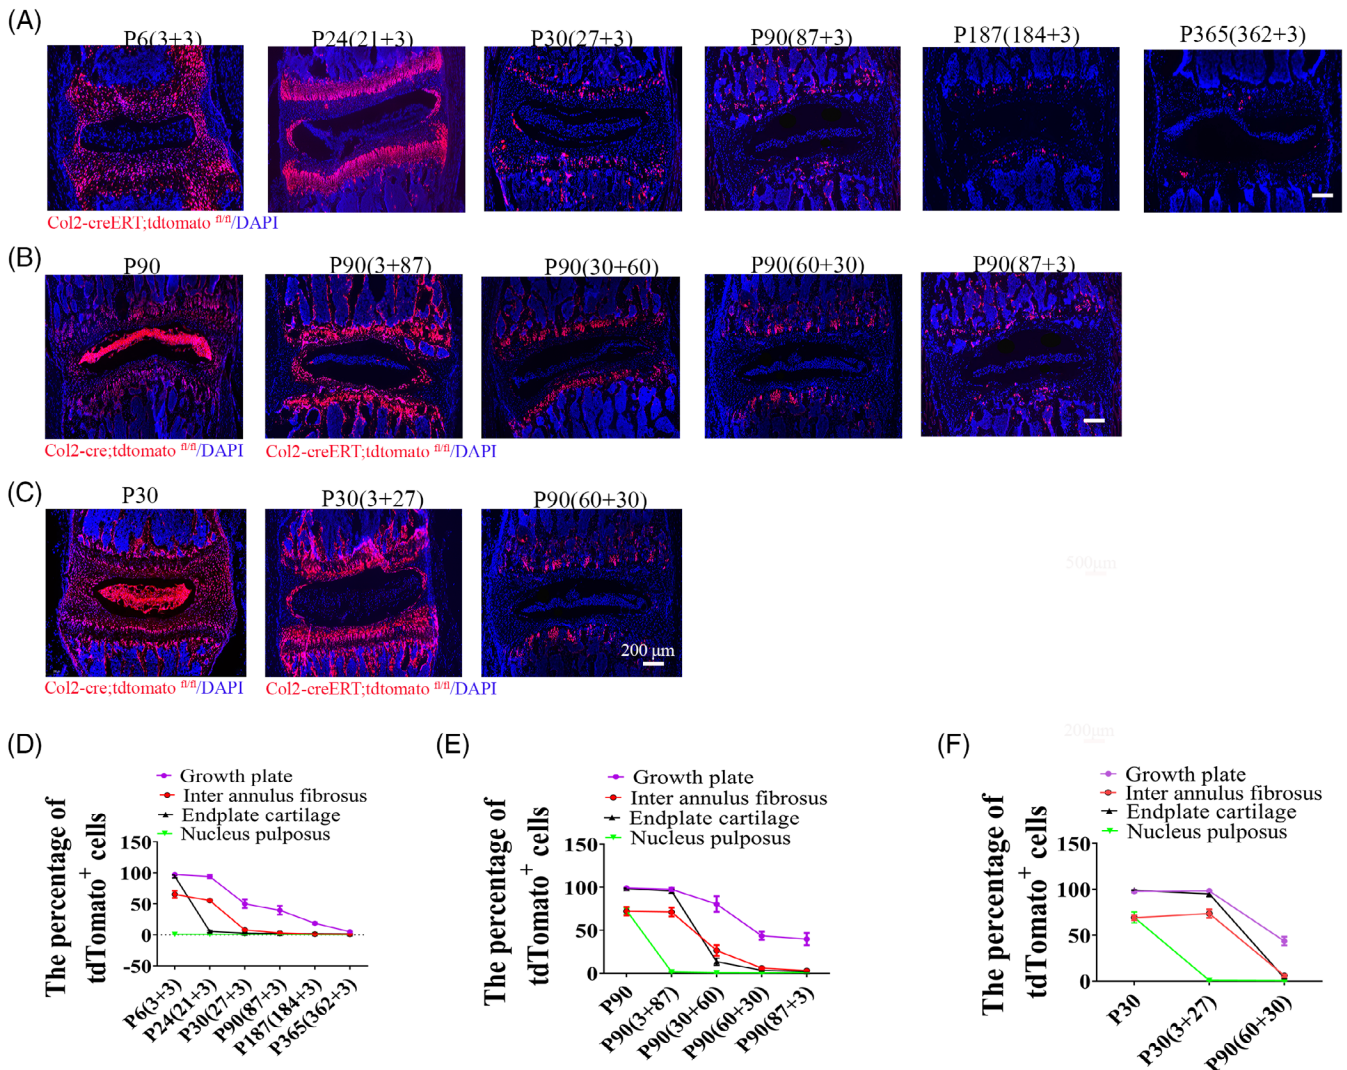 (A)
P6(3+3) P24(21+3) P30(27+3) P90(87+3) P187(184+3) P365(362+3)
Col2-creERT;tdtomato fl/fl/DAPI
(B)
P90 P90(3+87) P90(30+60) P90(60+30) P90(87+3)
Col2-cre;tdtomato fl/fl/DAPI Col2-creERT;tdtomato fl/fl/DAPI
(C)
P30 P30(3+27) P90(60+30)
500μm
200 μm
Col2-cre;tdtomato fl/fl/DAPI Col2-creERT;tdtomato fl/fl/DAPI
200μm
(D)
Growth plate
Inter annulus fibrosus
Endplate cartilage
Nucleus pulposus
The percentage of
tdTomato+ cells
150
100
50
0
-50
P6(3+3)
P24(21+3)
P30(27+3)
P90(87+3)
P187(184+3)
P365(362+3)
(E)
Growth plate
Inter annulus fibrosus
Endplate cartilage
Nucleus pulposus
The percentage of
tdTomato+ cells
150
100
50
0
P90
P90(3+87)
P90(30+60)
P90(60+30)
P90(87+3)
(F)
Growth plate
Inter annulus fibrosus
Endplate cartilage
Nucleus pulposus
The percentage of
tdTomato+ cells
150
100
50
0
P30
P30(3+27)
P90(60+30)